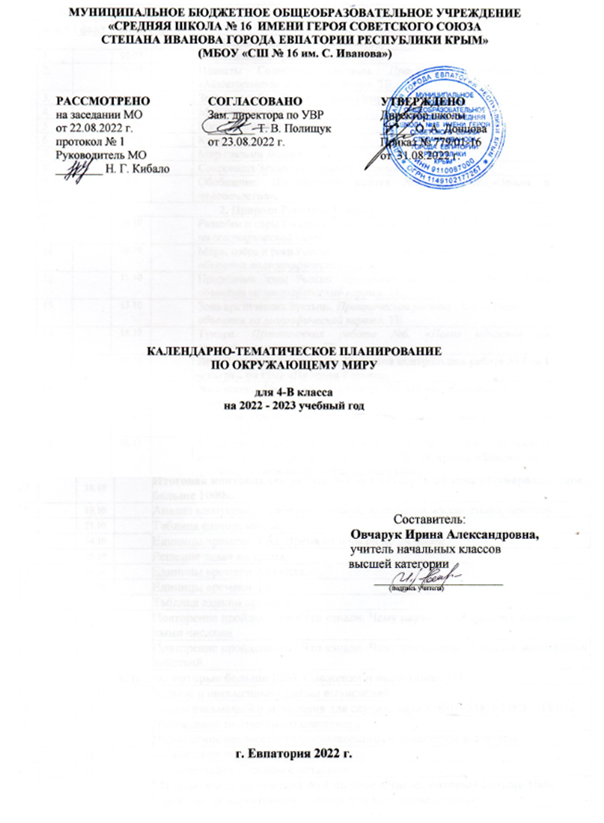 МУНИЦИПАЛЬНОЕ БЮДЖЕТНОЕ ОБЩЕОБРАЗОВАТЕЛЬНОЕ УЧРЕЖДЕНИЕ
«СРЕДНЯЯ ШКОЛА № 16 ИМЕНИ ГЕРОЯ СОВЕТСКОГО СОЮЗА
СТЕПАНА ИВАНОВА ГОРОДА ЕВПАТОРИИ РЕСПУБЛИКИ КРЫМ»
(МБОУ «СШ № 16 им. С. Иванова»)
РАССМОТРЕНО
на заседании МО
от 22.08.2022 г.
протокол № 1
Руководитель МО
Н. Г. Кибало
СОГЛАСОВАНО
Зам. директора по УВР
Т. В. Полищук
от 23.08.2022 г.
УТВЕРЖДЕНО
Директор школы
О. А. Донцова
Приказ № 779/01-16
от 31.08.2022 г.
КАЛЕНДАРНО-ТЕМАТИЧЕСКОЕ ПЛАНИРОВАНИЕ
ПО ОКРУЖАЮЩЕМУ МИРУ
для 4-В класса
на 2022 - 2023 учебный год
Составитель:
Овчарук Ирина Александровна,
учитель начальных классов
высшей категории
(подпись учителя)
г. Евпатория 2022 г.